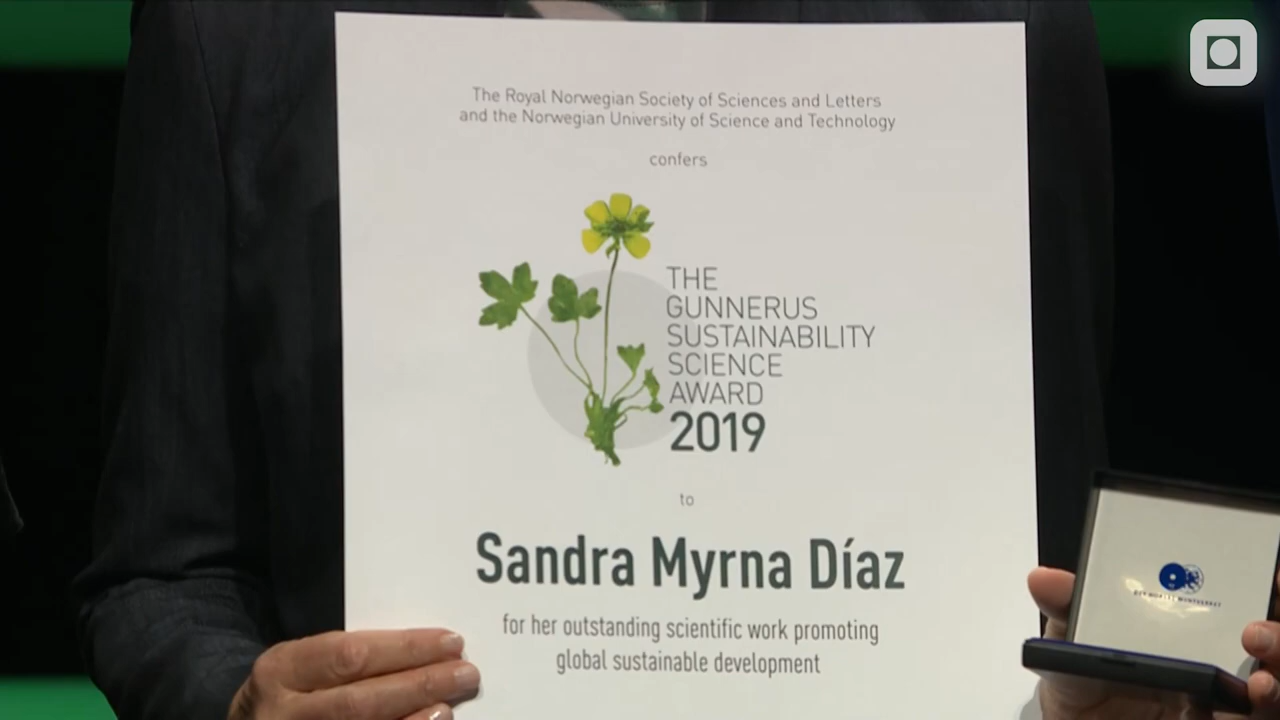 The Royal Norwegian Society of Sciences and Letters
and the Norwegian University of Science and Technology
confers
THE
GUNNERUS
SUSTAINABILITY
SCIENCE
AWARD
2019
to
Sandra Myrna Díaz
for her outstanding scientific work promoting
global sustainable development